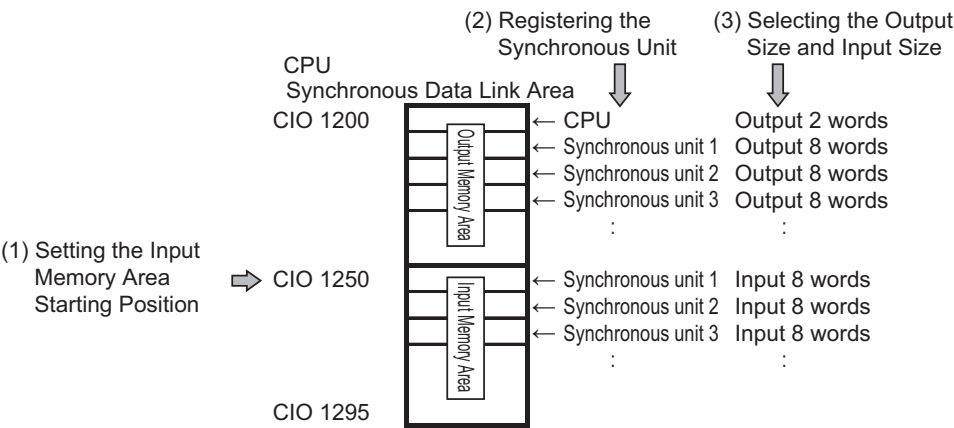 (2) Registering the
Synchronous Unit
(3) Selecting the Output
Size and Input Size
CPU
Synchronous Data Link Area
CIO 1200
← CPU
Output 2 words
← Synchronous unit 1
Output 8 words
← Synchronous unit 2
Output 8 words
← Synchronous unit 3
Output 8 words
:
:
Output Memory Area
(1) Setting the Input
Memory Area
Starting Position
CIO 1250
← Synchronous unit 1
Input 8 words
← Synchronous unit 2
Input 8 words
← Synchronous unit 3
Input 8 words
:
:
Input Memory Area
CIO 1295